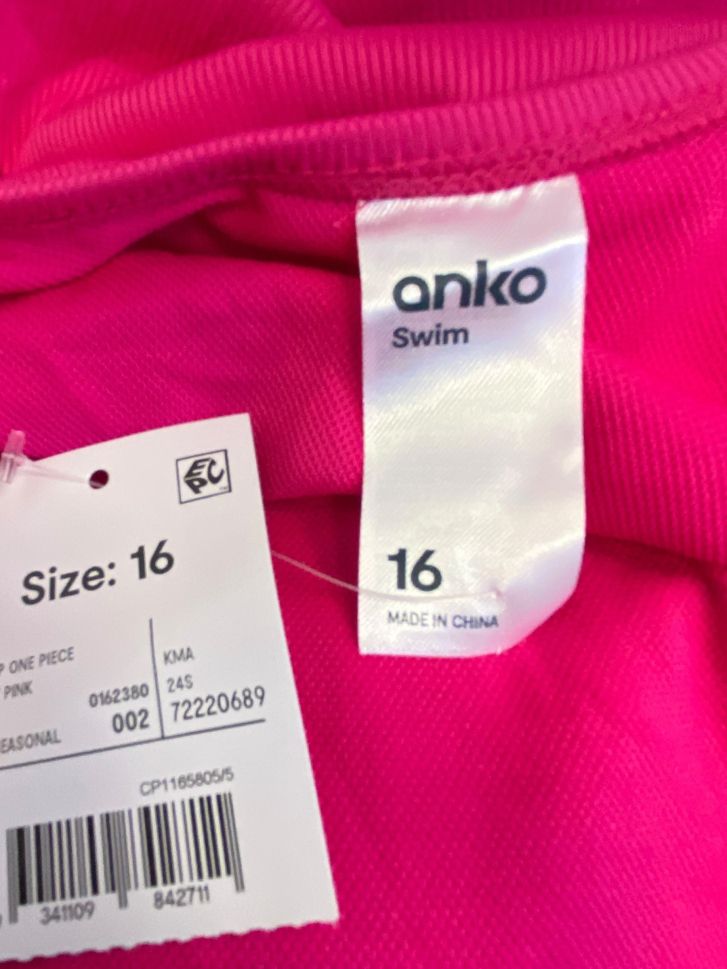 anko
Swim
16
MADE IN CHINA
EPC
Size: 16
ONE PIECE
PINK
KMA
24S
0162380
002
72220689
CP1165805/5
341109
842711